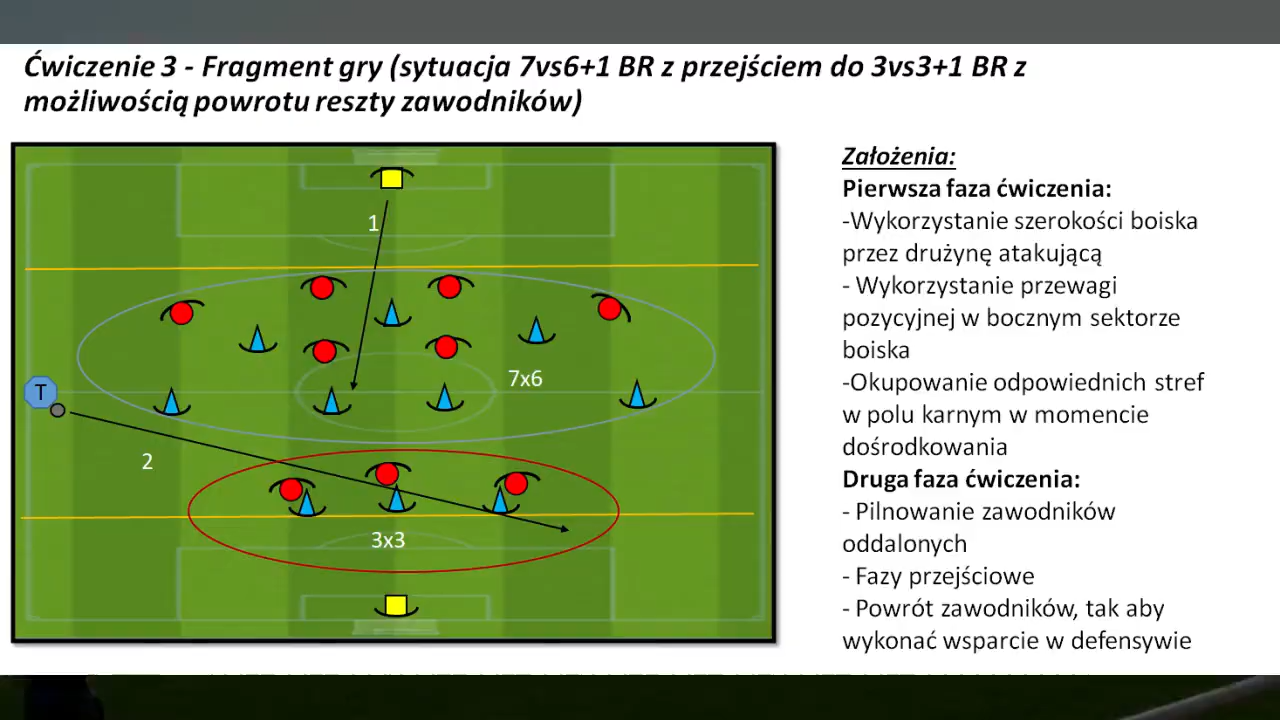 Ćwiczenie 3 - Fragment gry (sytuacja 7vs6+1 BR z przejściem do 3vs3+1 BR z
możliwością powrotu reszty zawodników)
1
7x6
T
2
3x3
Założenia:
Pierwsza faza ćwiczenia:
-Wykorzystanie szerokości boiska
przez drużynę atakującą
- Wykorzystanie przewagi
pozycyjnej w bocznym sektorze
boiska
-Okupowanie odpowiednich stref
w polu karnym w momencie
dośrodkowania
Druga faza ćwiczenia:
- Pilnowanie zawodników
oddalonych
- Fazy przejściowe
- Powrót zawodników, tak aby
wykonać wsparcie w defensywie